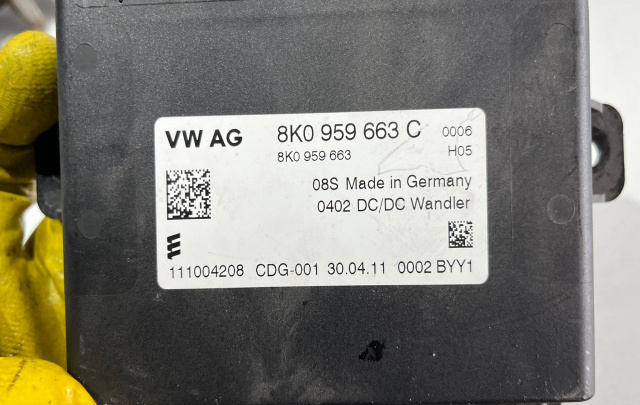 VW AG 8K0 959 663 C 0006
8K0 959 663 H05
08S Made in Germany
0402 DC/DC Wandler
111004208 CDG-001 30.04.11 0002 BYY1